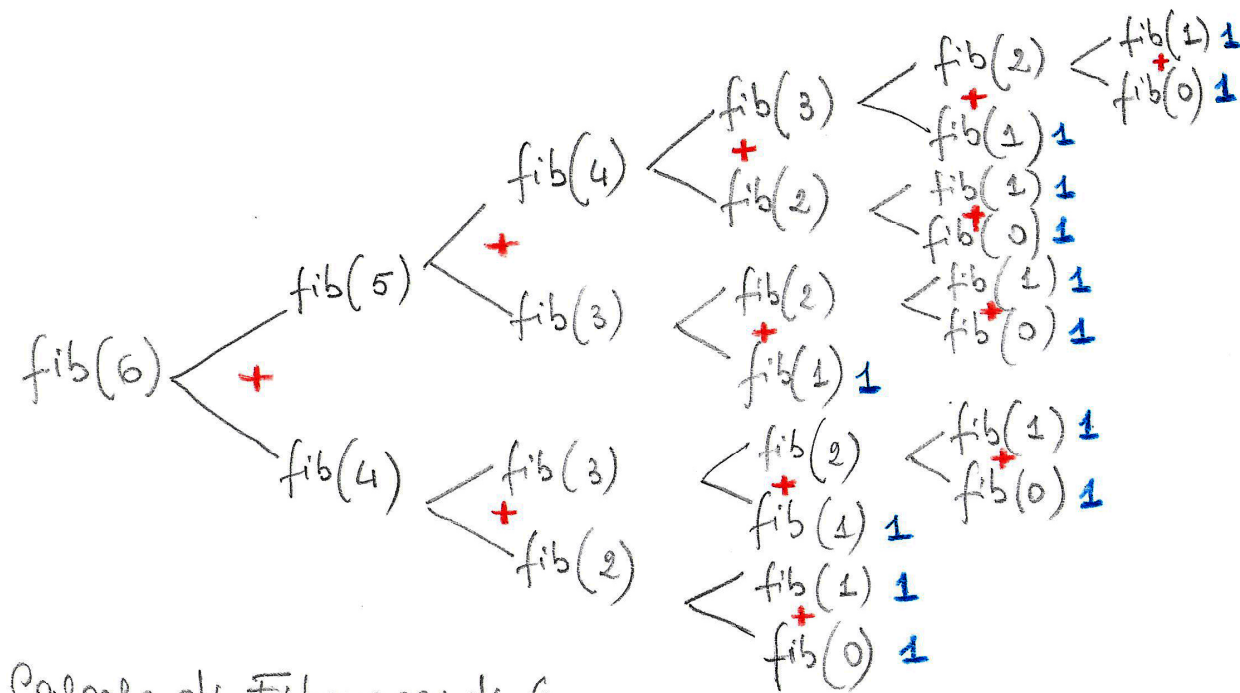 fib(6)
+
fib(5)
+
fib(4)
+
fib(3)
+
fib(2)
+
fib(1) 1
fib(0) 1
fib(1) 1
fib(2)
fib(1) 1
+
fib(0) 1
fib(3)
fib(2)
+
fib(1) 1
+
fib(0) 1
fib(1) 1
fib(4)
+
fib(3)
fib(2)
+
fib(1) 1
+
fib(0) 1
fib(1) 1
fib(2)
fib(1) 1
+
fib(0) 1